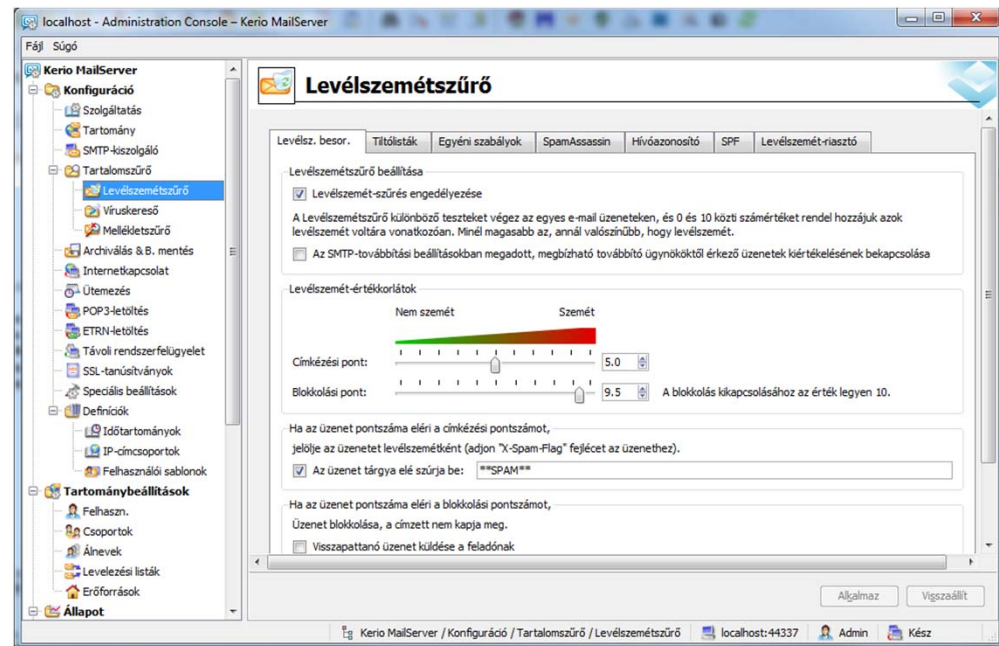 localhost - Administration Console – Kerio MailServer
Fájl Súgó
Kerio MailServer
Konfiguráció
Szolgáltatás
Tartomány
SMTP-kiszolgáló
Tartalomszűrő
Levélszemétszűrő
Víruskereső
Mellékletszűrő
Archiválás & B. mentés
Internetkapcsolat
Ütemezés
POP3-letöltés
ETRN-letöltés
Távoli rendszerfelügyelet
SSL-tanúsítványok
Speciális beállítások
Definíciók
Időtartományok
IP-címcsoportok
Felhasználói sablonok
Tartománybeállítások
Felhaszn.
Csoportok
Álnevek
Levelezési listák
Erőforrások
Állapot
Levélszemétszűrő
Levélsz. besor. Tiltólisták Egyéni szabályok SpamAssassin Hívóazonosító SPF Levélszemét-riasztó
Levélszemétszűrő beállítása
Levélszemét-szűrés engedélyezése
A Levélszemétszűrő különböző teszteket végez az egyes e-mail üzeneteken, és 0 és 10 közti számértéket rendel hozzájuk azok
levélszemét voltára vonatkozóan. Minél magasabb az, annál valószínűbb, hogy levélszemét.
Az SMTP-továbbítási beállításokban megadott, megbízható továbbító ügynököktől érkező üzenetek kiértékelésének bekapcsolása
Levélszemét-értékkorlátok
Nem szemét Szemét
Címkézési pont: 5.0
Blokkolási pont: 9.5 A blokkolás kikapcsolásához az érték legyen 10.
Ha az üzenet pontszáma eléri a címkézési pontszámot,
jelölje az üzenetet levélszemétként (adjon "X-Spam-Flag" fejlécet az üzenethez).
Az üzenet tárgya elé szúrja be: **SPAM**
Ha az üzenet pontszáma eléri a blokkolási pontszámot,
Üzenet blokkolása, a címzett nem kapja meg.
Visszapattanó üzenet küldése a feladónak
Alkalmaz Visszaállít
Kerio MailServer / Konfiguráció / Tartalomszűrő / Levélszemétszűrő localhost:44337 Admin Kész